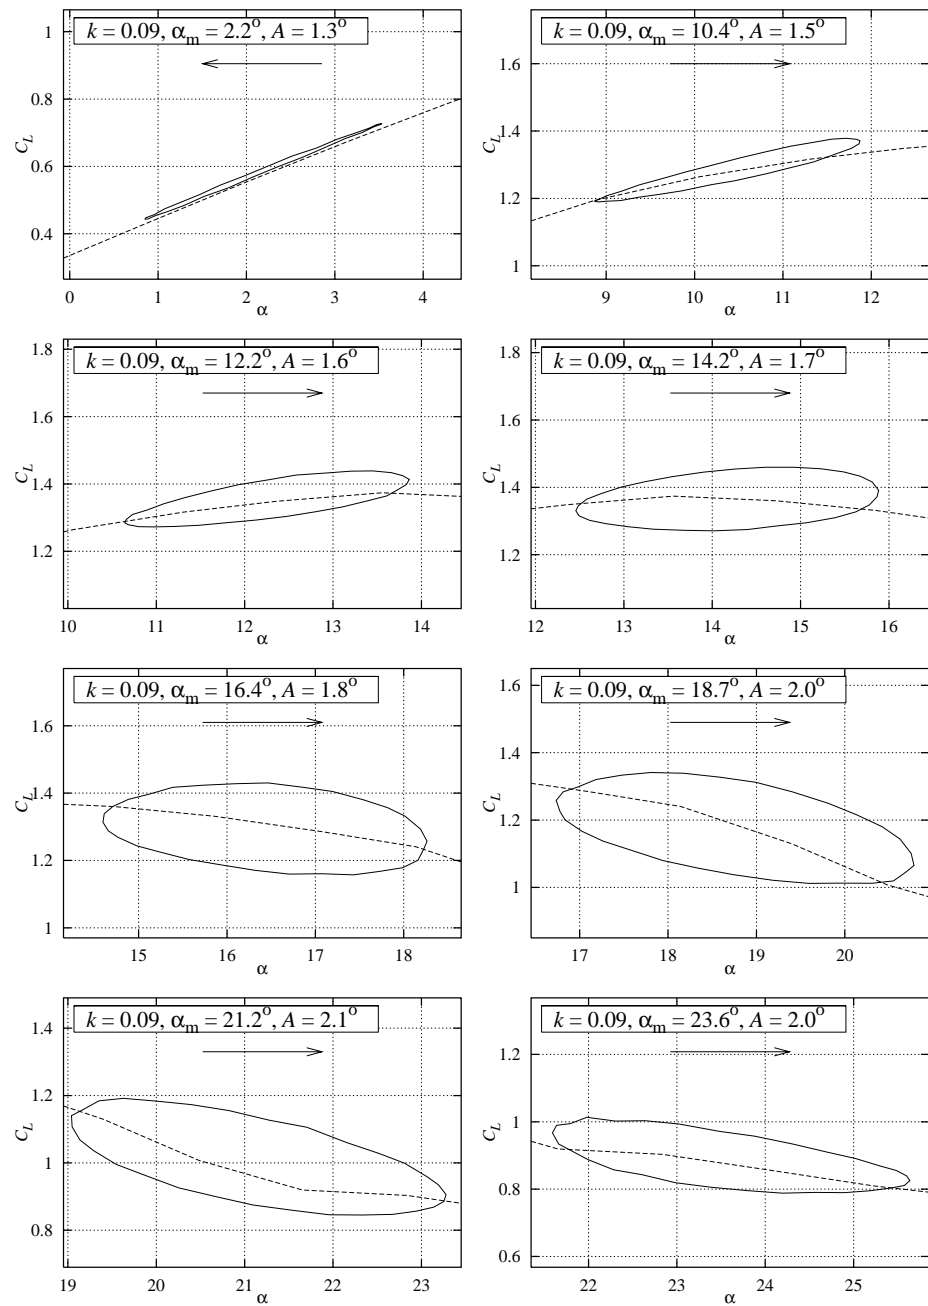 k = 0.09, αm = 2.2°, A = 1.3°
1
0.8
0.6
0.4
CL
0 1 2 3 4
α
k = 0.09, αm = 10.4°, A = 1.5°
1.6
1.4
1.2
1
CL
9 10 11 12
α
k = 0.09, αm = 12.2°, A = 1.6°
1.8
1.6
1.4
1.2
CL
10 11 12 13 14
α
k = 0.09, αm = 14.2°, A = 1.7°
1.8
1.6
1.4
1.2
CL
12 13 14 15 16
α
k = 0.09, αm = 16.4°, A = 1.8°
1.6
1.4
1.2
1
CL
15 16 17 18
α
k = 0.09, αm = 18.7°, A = 2.0°
1.6
1.4
1.2
1
CL
17 18 19 20
α
k = 0.09, αm = 21.2°, A = 2.1°
1.4
1.2
1
0.8
CL
19 20 21 22 23
α
k = 0.09, αm = 23.6°, A = 2.0°
1.2
1
0.8
0.6
CL
22 23 24 25
α